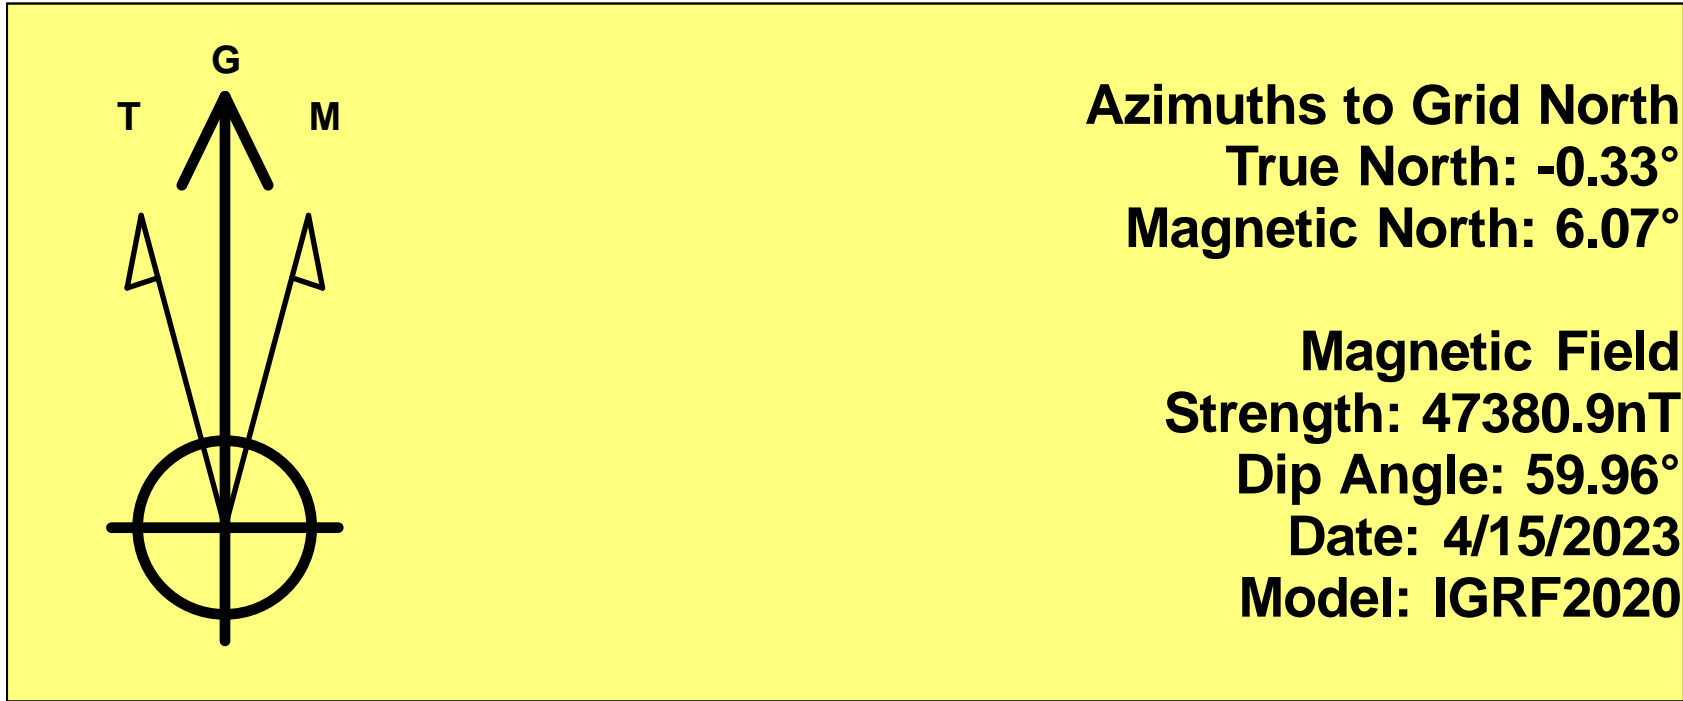 G
T
M
Azimuths to Grid North
True North: -0.33°
Magnetic North: 6.07°
Magnetic Field
Strength: 47380.9nT
Dip Angle: 59.96°
Date: 4/15/2023
Model: IGRF2020